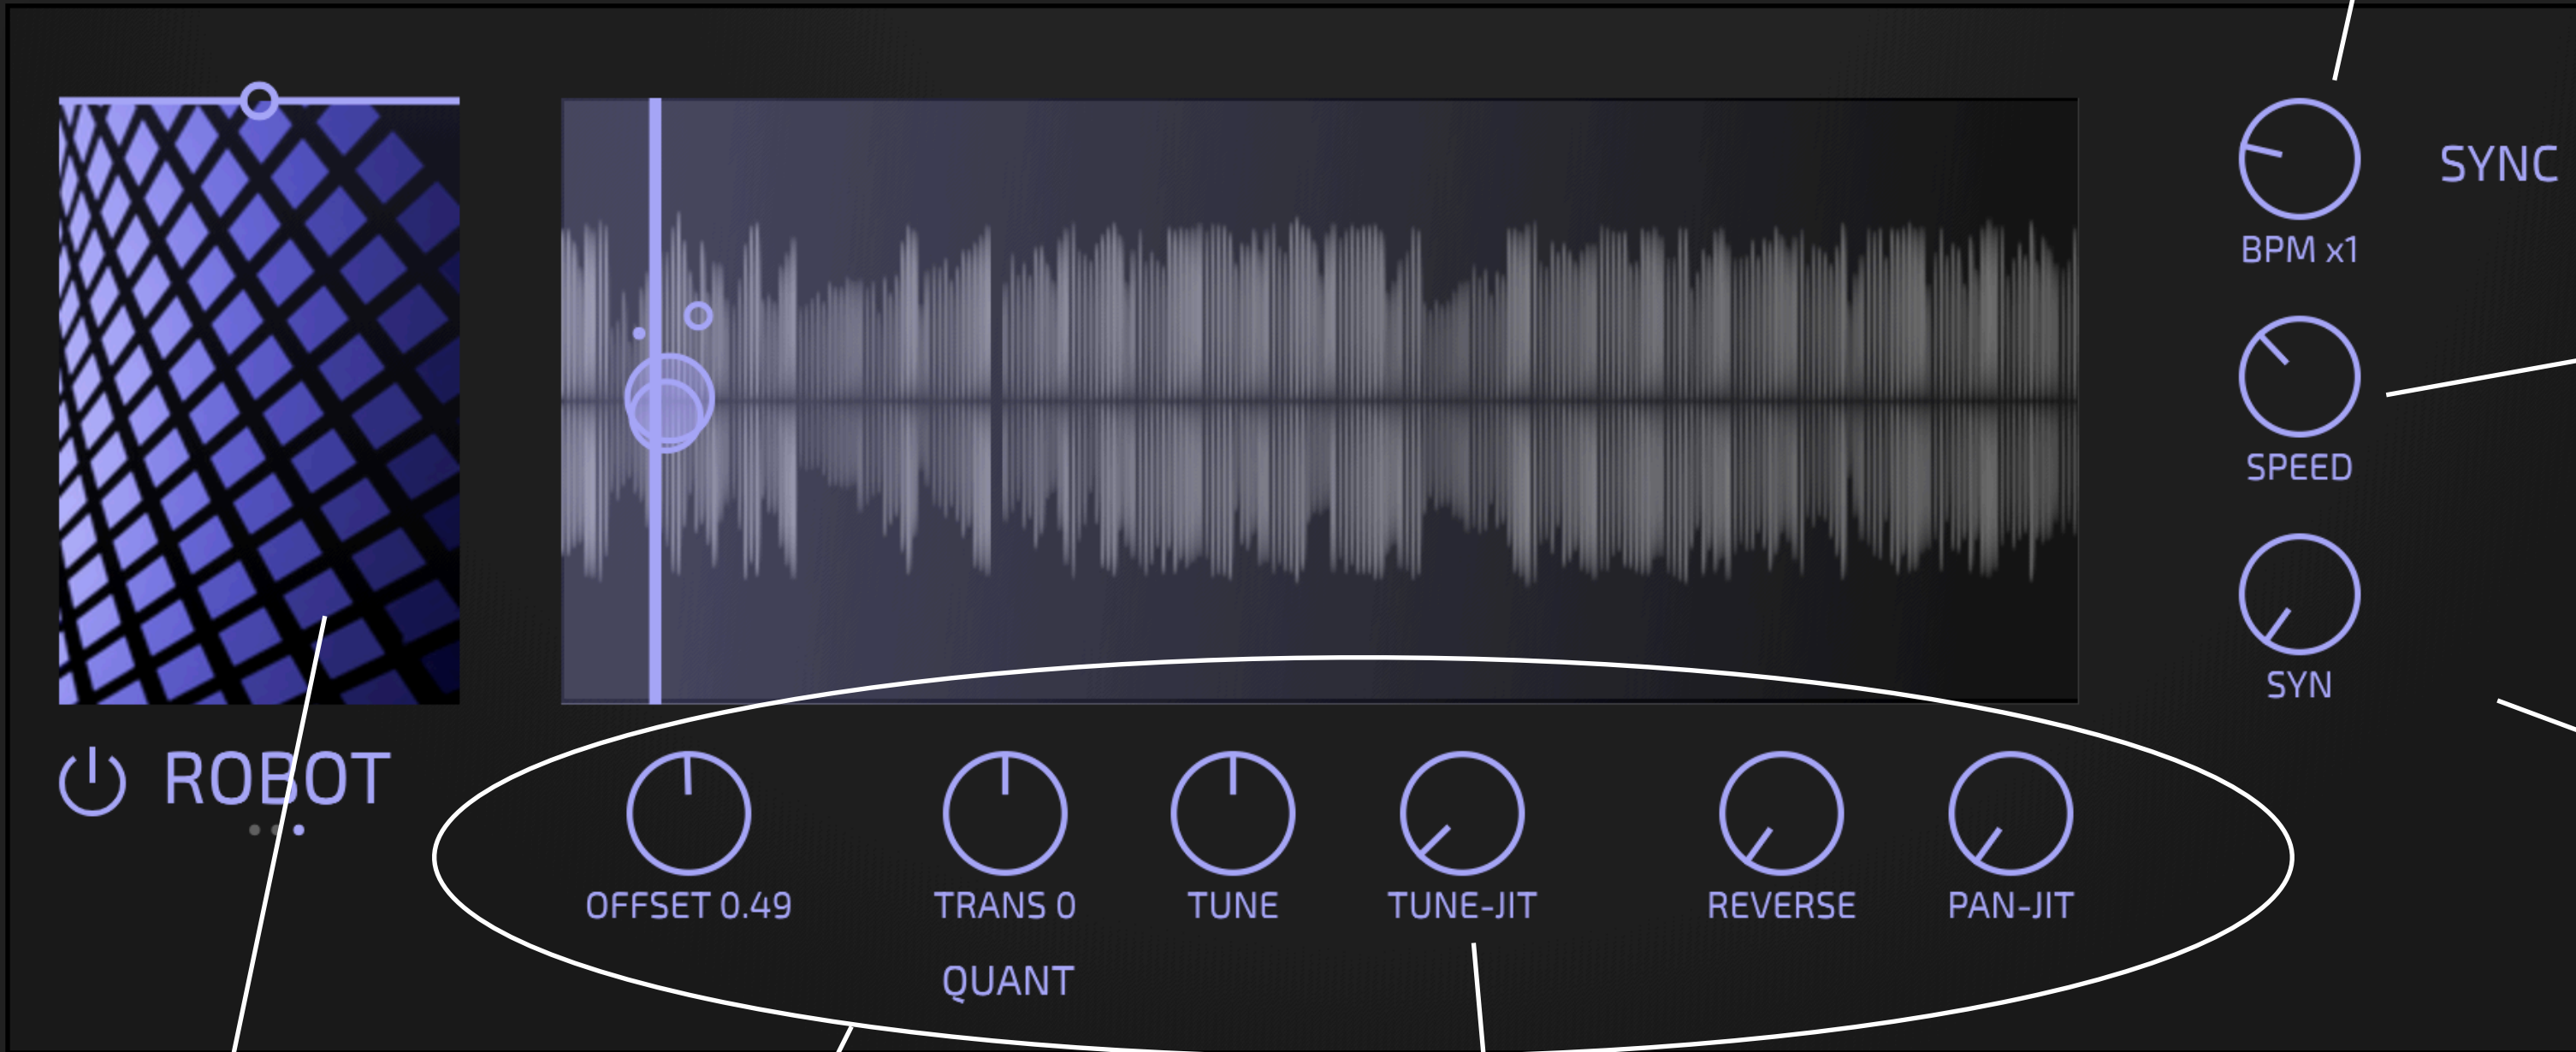 SYNC
BPM x1
SPEED
SYN
ROBOT
OFFSET 0.49
TRANS 0
TUNE
TUNE-JIT
REVERSE
PAN-JIT
QUANT